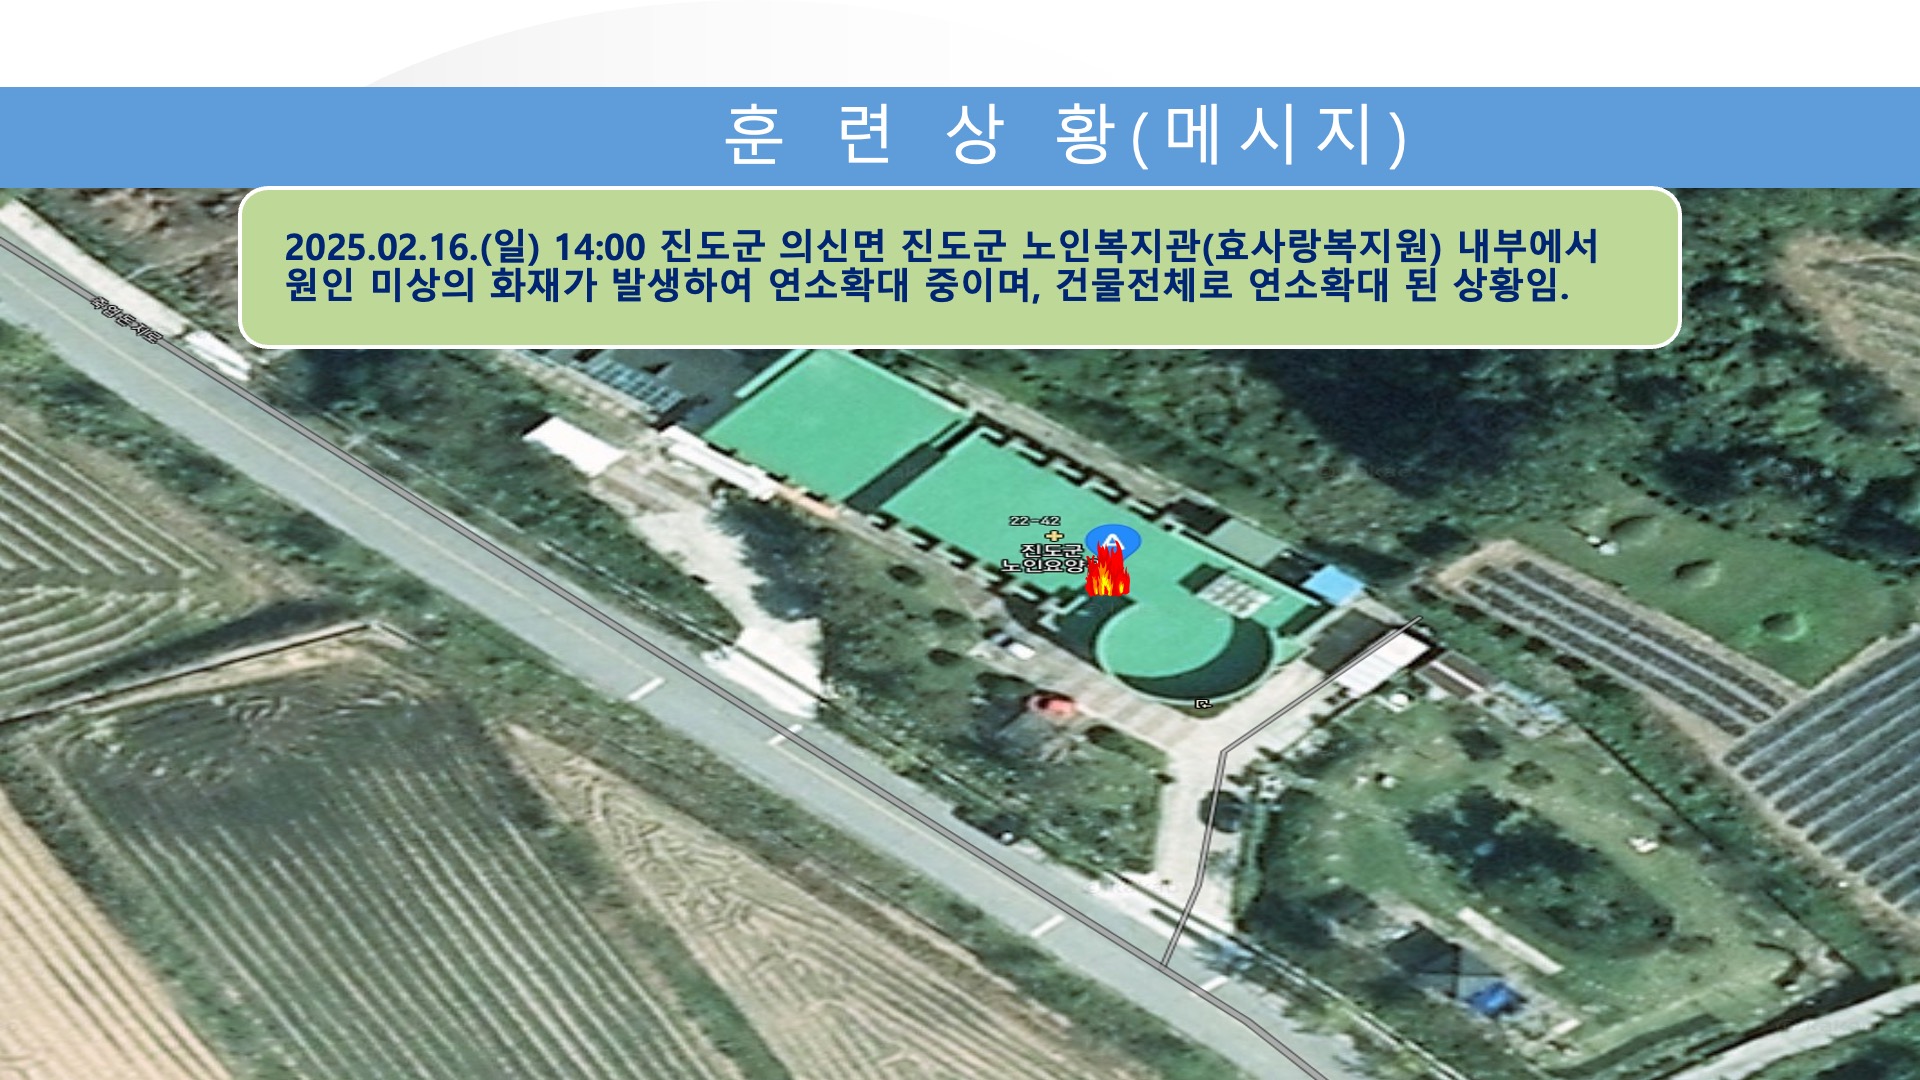 훈 련 상 황(메시지)
2025.02.16.(일) 14:00 진도군 의신면 진도군 노인복지관(효사랑복지원) 내부에서
원인 미상의 화재가 발생하여 연소확대 중이며, 건물전체로 연소확대 된 상황임.
22-42
진도군
노인요양